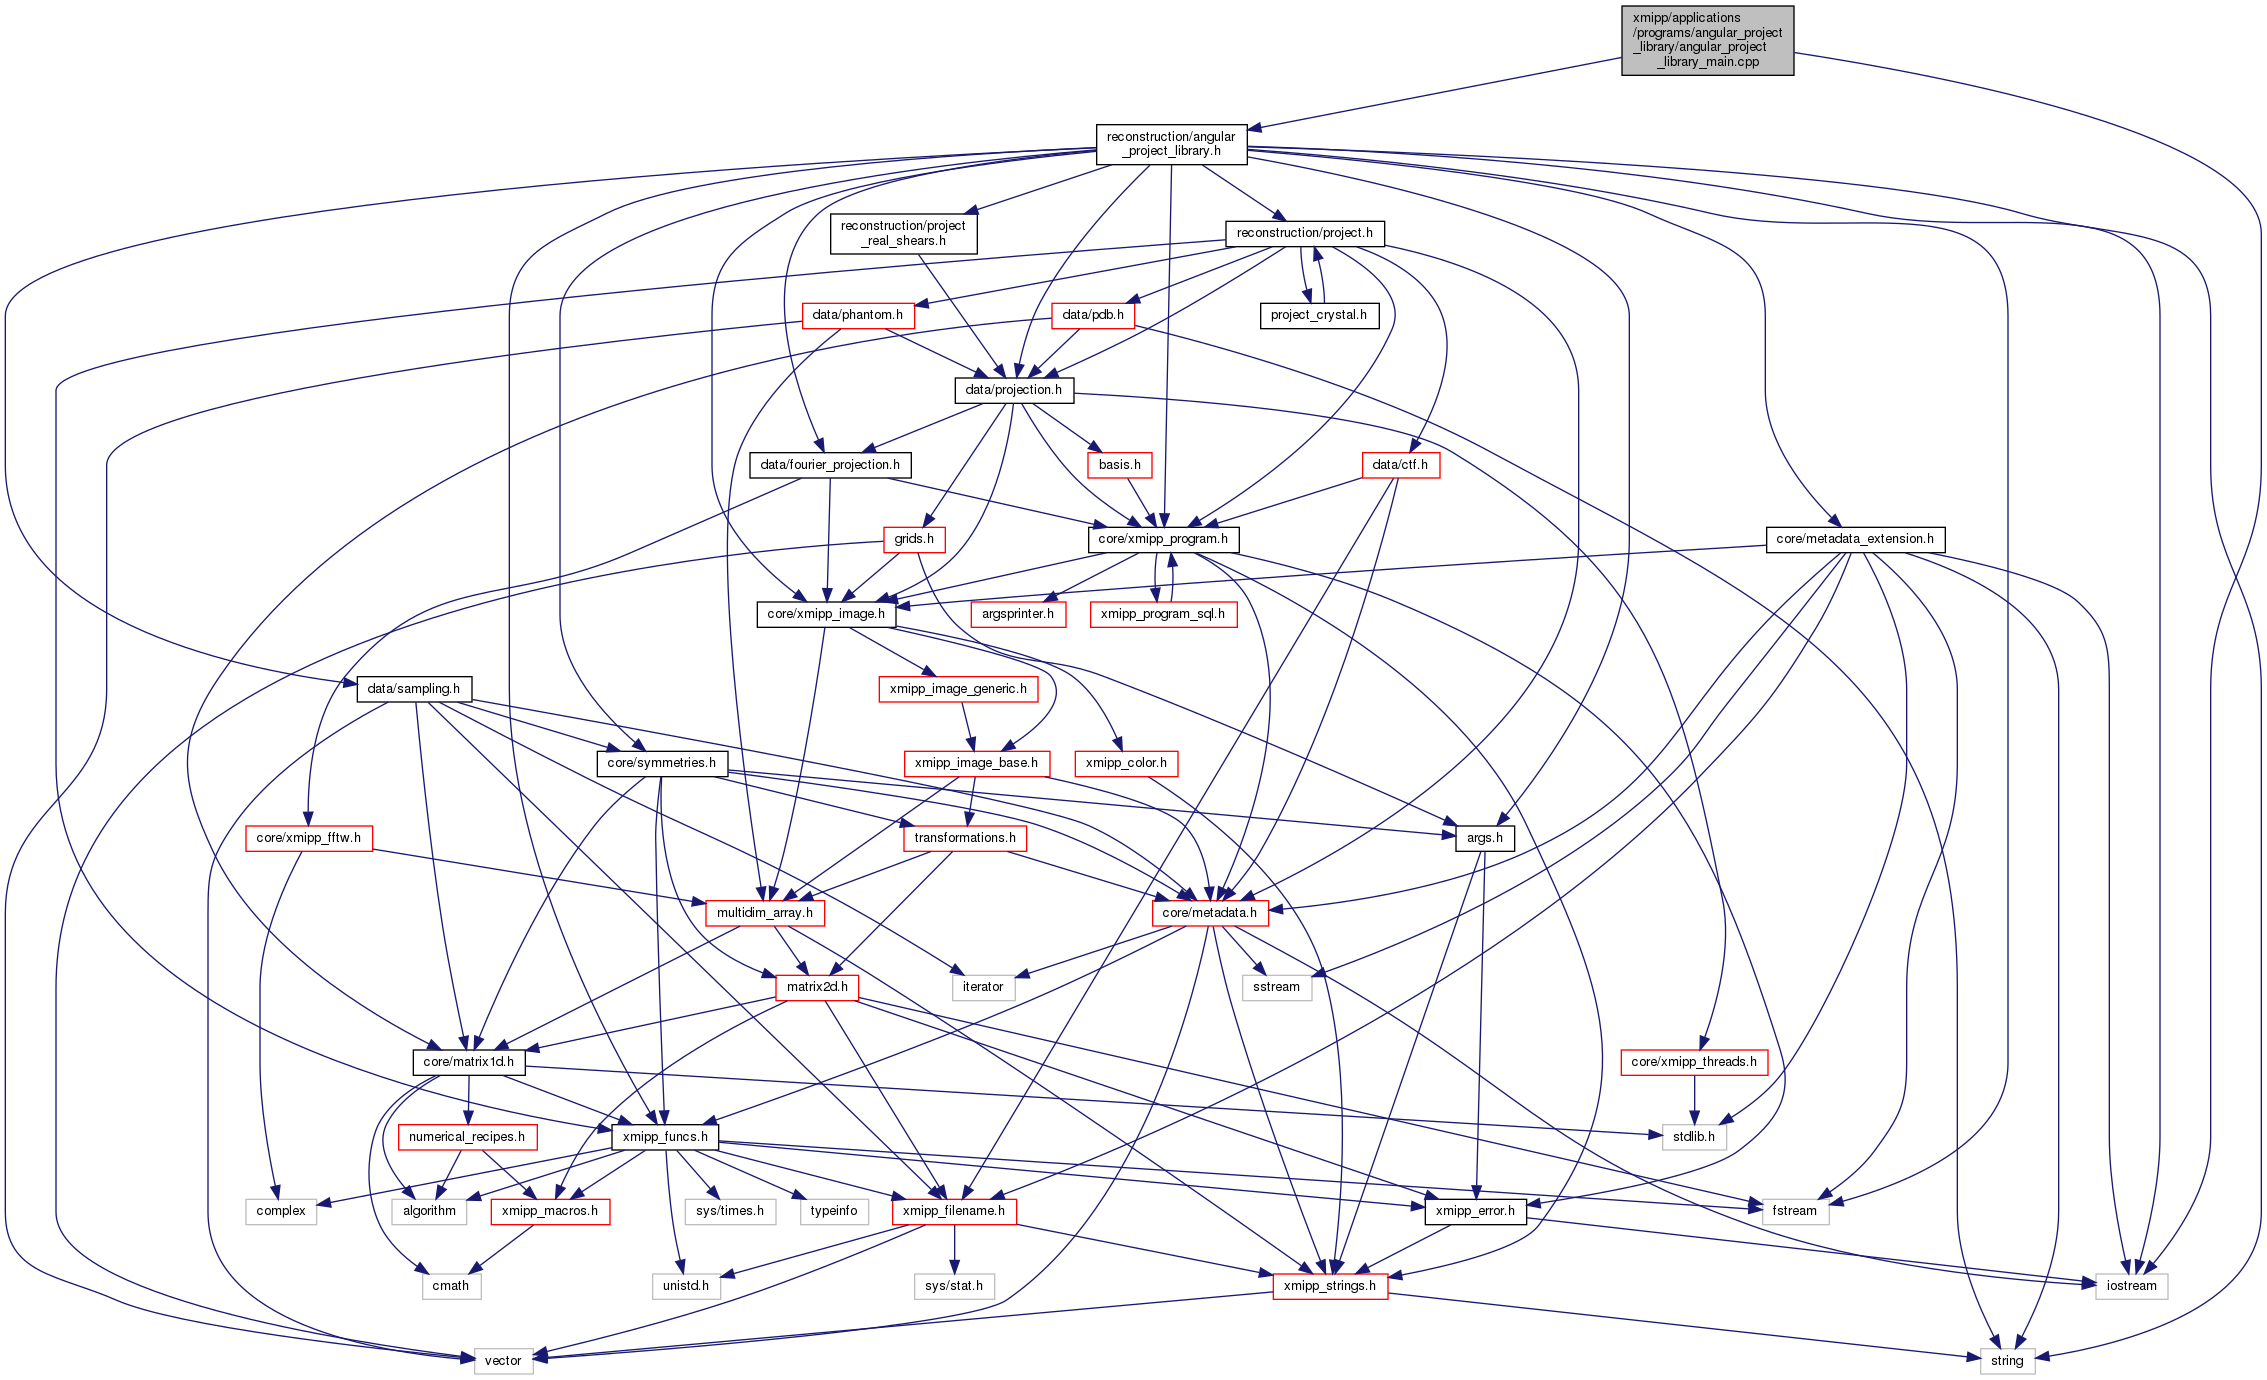 xmipp/applications
/programs/angular_project
_library/angular_project
_library_main.cpp
reconstruction/angular
_project_library.h
reconstruction/project
_real_shears.h
reconstruction/project.h
data/phantom.h
data/pdb.h
project_crystal.h
data/projection.h
data/fourier_projection.h
basis.h
data/ctf.h
grids.h
core/xmipp_program.h
core/metadata_extension.h
core/xmipp_image.h
argsprinter.h
xmipp_program_sql.h
data/sampling.h
xmipp_image_generic.h
core/symmetries.h
xmipp_image_base.h
xmipp_color.h
core/xmipp_fftw.h
transformations.h
args.h
multidim_array.h
core/metadata.h
matrix2d.h
iterator
sstream
core/matrix1d.h
core/xmipp_threads.h
numerical_recipes.h
xmipp_funcs.h
stdlib.h
complex
algorithm
xmipp_macros.h
sys/times.h
typeinfo
xmipp_filename.h
xmipp_error.h
fstream
cmath
unistd.h
sys/stat.h
xmipp_strings.h
iostream
vector
string